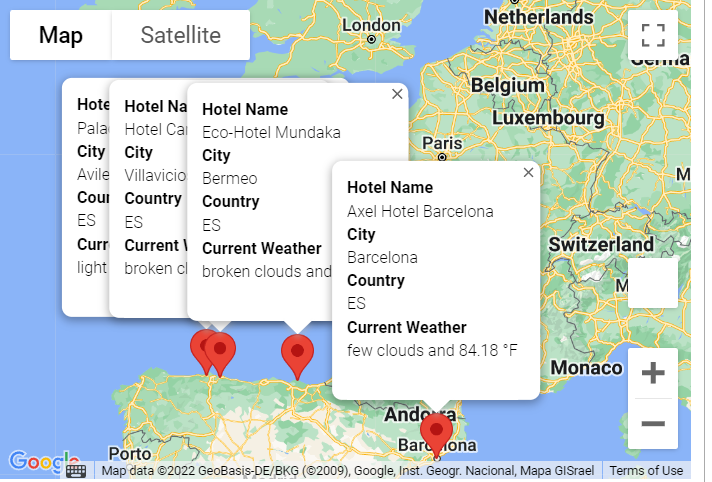 Map
Satellite
London
Netherlands
Belgium
Luxembourg
Paris
Switzerland
Monaco
Andorra
Barcelona
Porto
Hotel Name
Eco-Hotel Mundaka
City
Bermeo
Country
ES
Current Weather
broken clouds and
Hotel Name
Axel Hotel Barcelona
City
Barcelona
Country
ES
Current Weather
few clouds and 84.18 °F
Hotel Na
Hotel Car
City
Villavicio
Country
ES
Current W
broken cl
Hote
Pala
City
Avile
Coun
ES
Curre
light
Google
Map data ©2022 GeoBasis-DE/BKG (©2009), Google, Inst. Geogr. Nacional, Mapa GISrael
Terms of Use